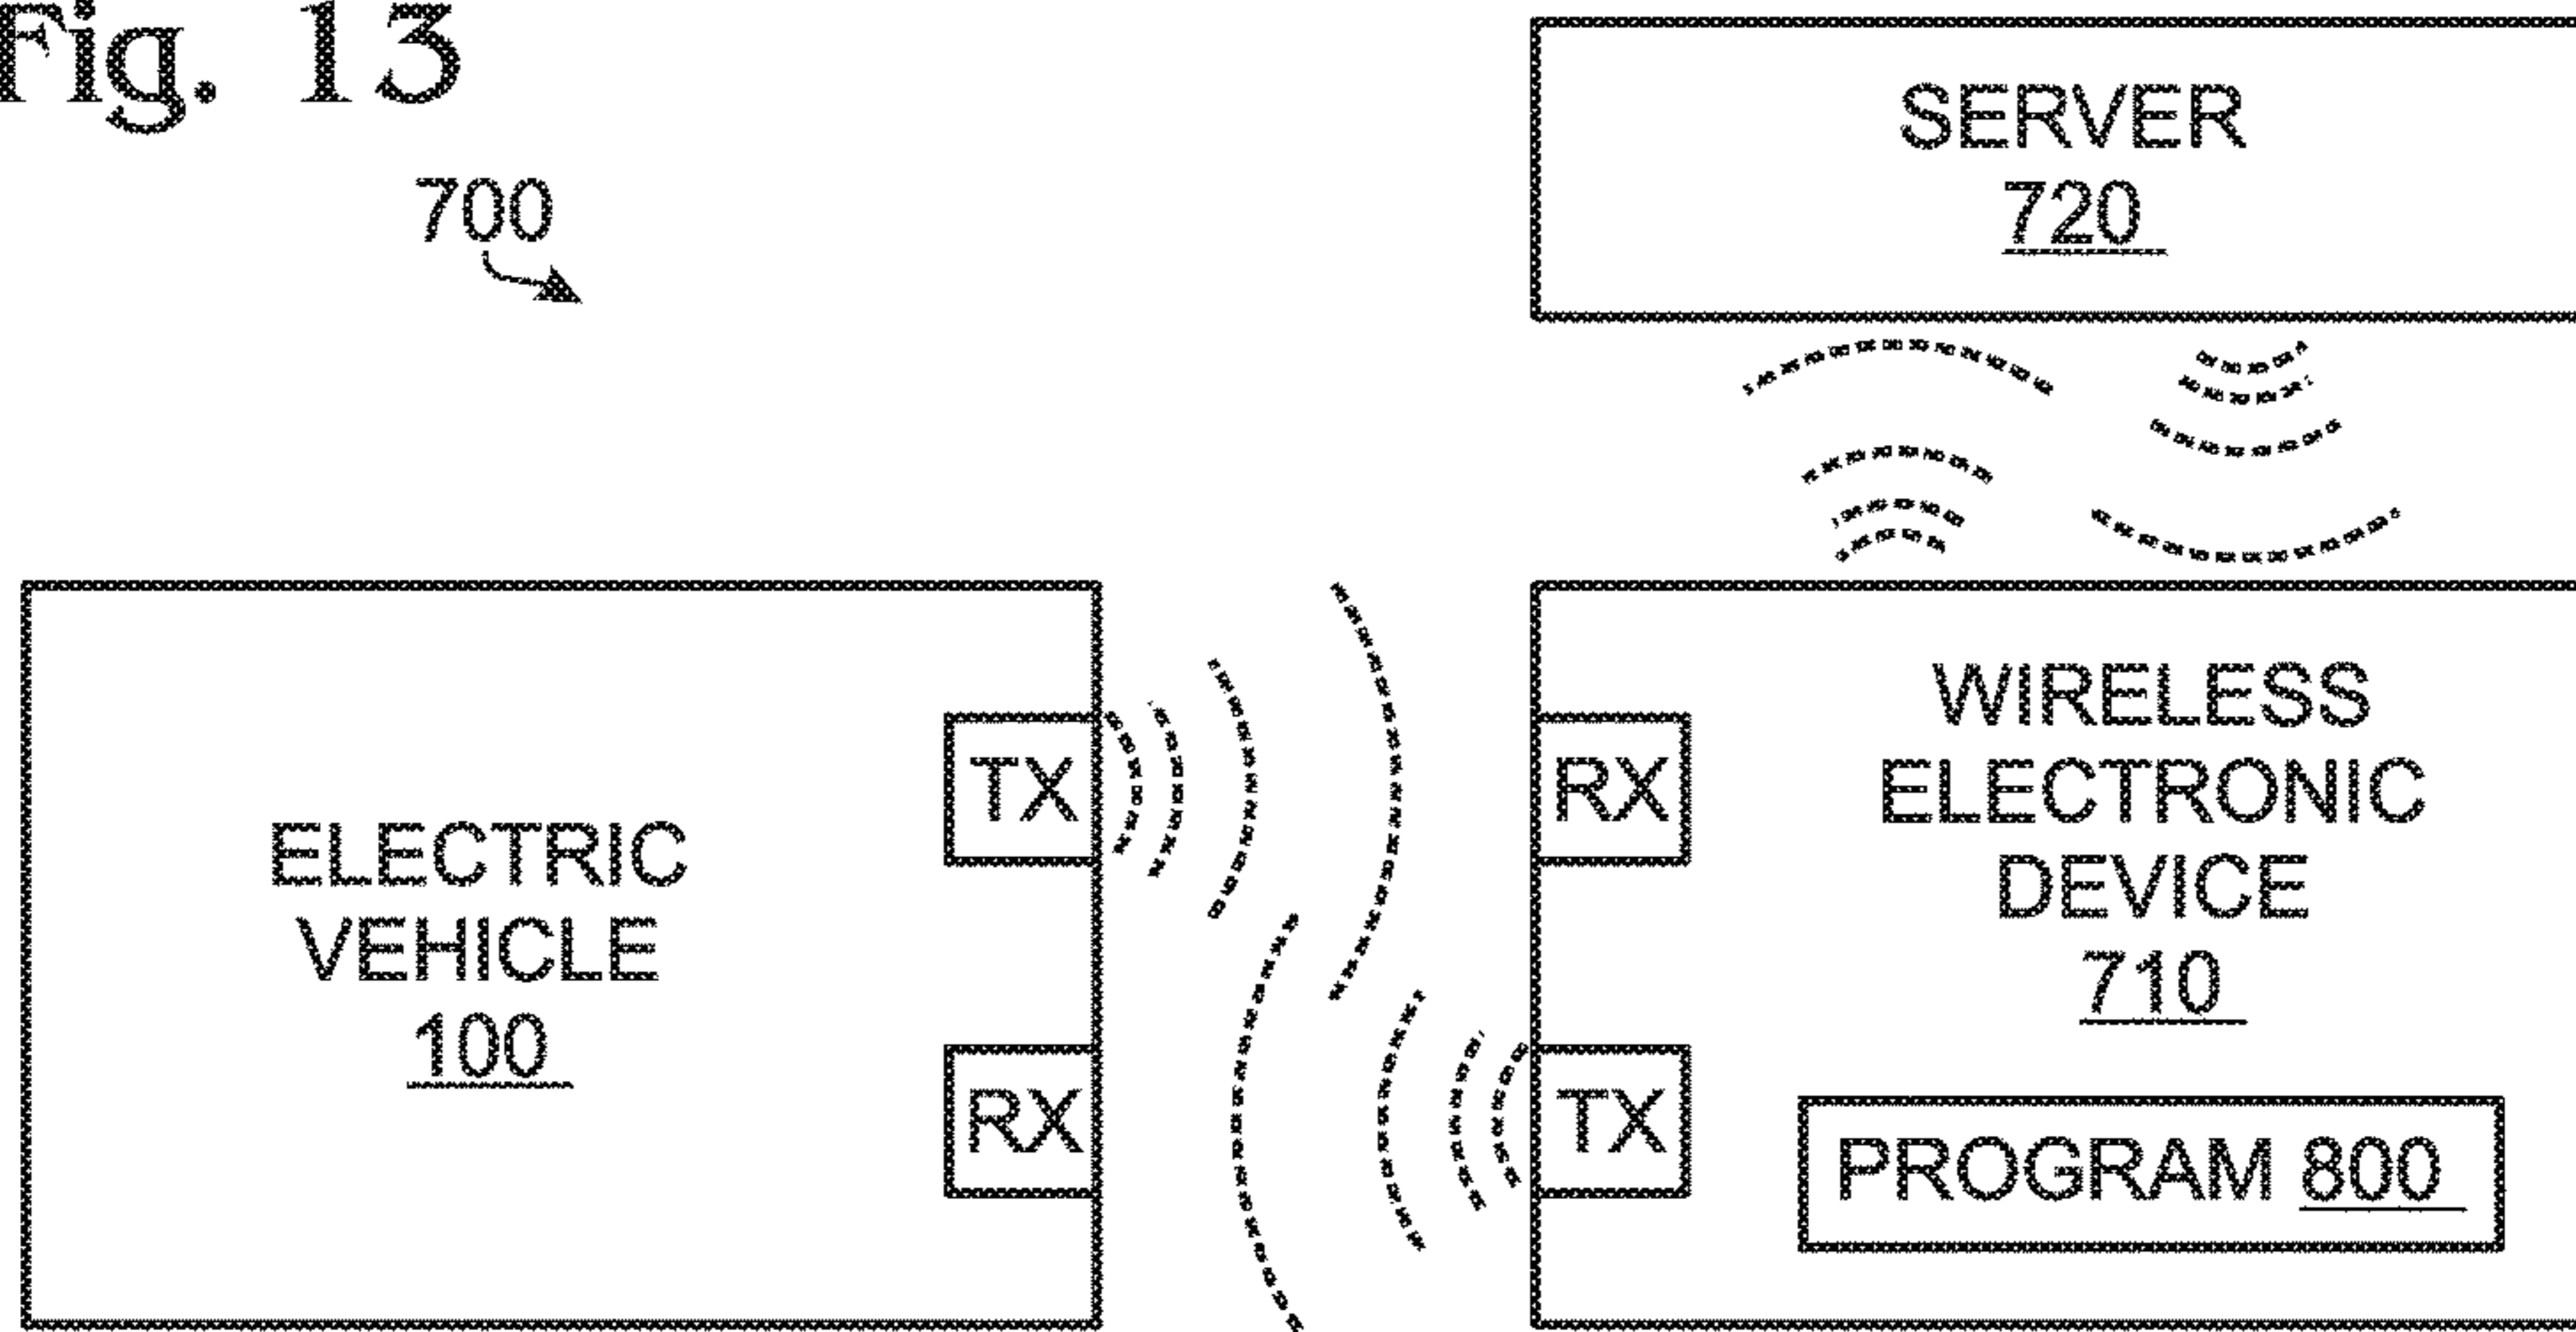 Fig. 13
700
SERVER
720
ELECTRIC
VEHICLE
100
TX
RX
RX
TX
WIRELESS
ELECTRONIC
DEVICE
710
PROGRAM 800